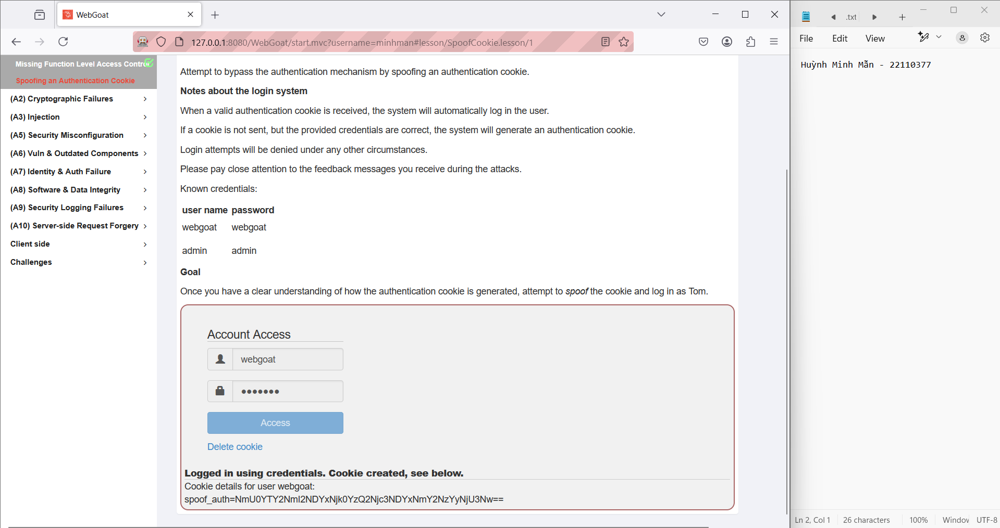 WebGoat
127.0.0.1:8080/WebGoat/start.mvc?username=minhman#lesson/SpoofCookie.lesson/1
Missing Function Level Access Contro
Spoofing an Authentication Cookie
(A2) Cryptographic Failures
(A3) Injection
(A5) Security Misconfiguration
(A6) Vuln & Outdated Components
(A7) Identity & Auth Failure
(A8) Software & Data Integrity
(A9) Security Logging Failures
(A10) Server-side Request Forgery
Client side
Challenges
Attempt to bypass the authentication mechanism by spoofing an authentication cookie.
Notes about the login system
When a valid authentication cookie is received, the system will automatically log in the user.
If a cookie is not sent, but the provided credentials are correct, the system will generate an authentication cookie.
Login attempts will be denied under any other circumstances.
Please pay close attention to the feedback messages you receive during the attacks.
Known credentials:
user name password
webgoat webgoat
admin admin
Goal
Once you have a clear understanding of how the authentication cookie is generated, attempt to spoof the cookie and log in as Tom.
Account Access
webgoat
●●●●●●●
Access
Delete cookie
Logged in using credentials. Cookie created, see below.
Cookie details for user webgoat:
spoof_auth=NmU0YTY2NmI2NDYxNjk0YzQ2Njc3NDYxNmY2NzYyNjU3Nw==
.txt
File Edit View
Huỳnh Minh Mẫn - 22110377
Ln 2, Col 1 26 characters 100% Window UTF-8